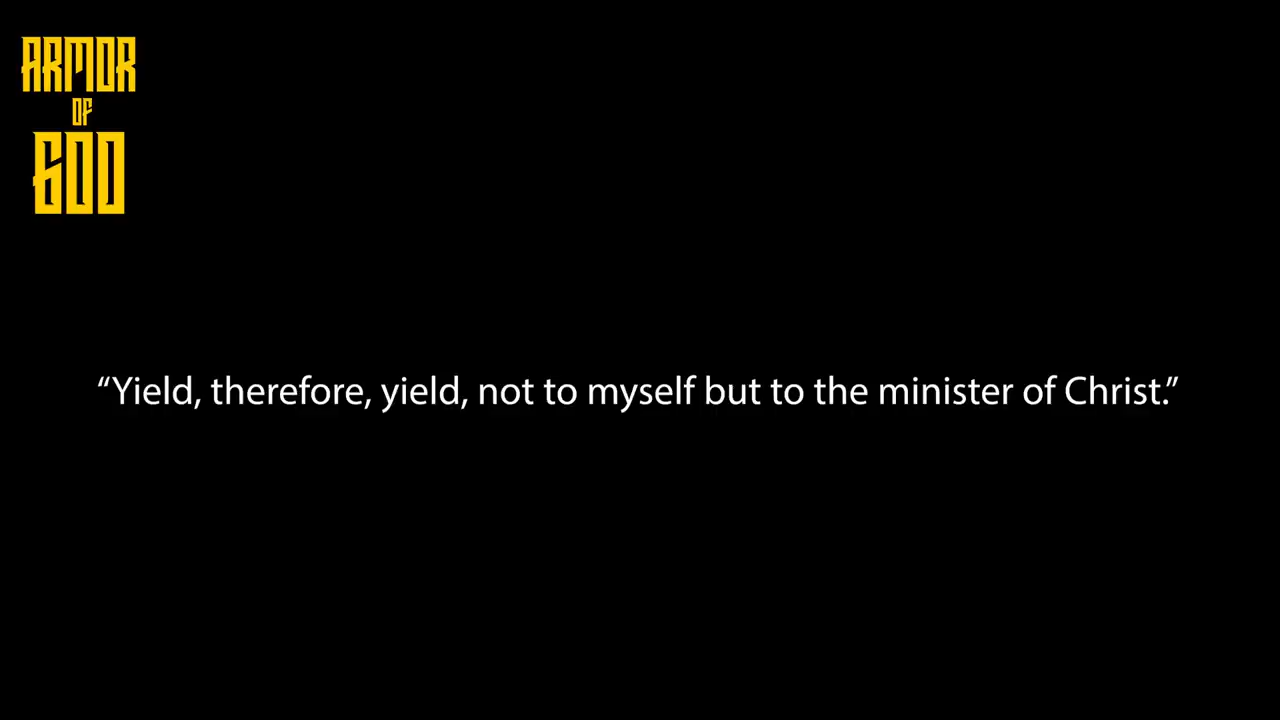 ARMOR
OF
GOD
“Yield, therefore, yield, not to myself but to the minister of Christ.”